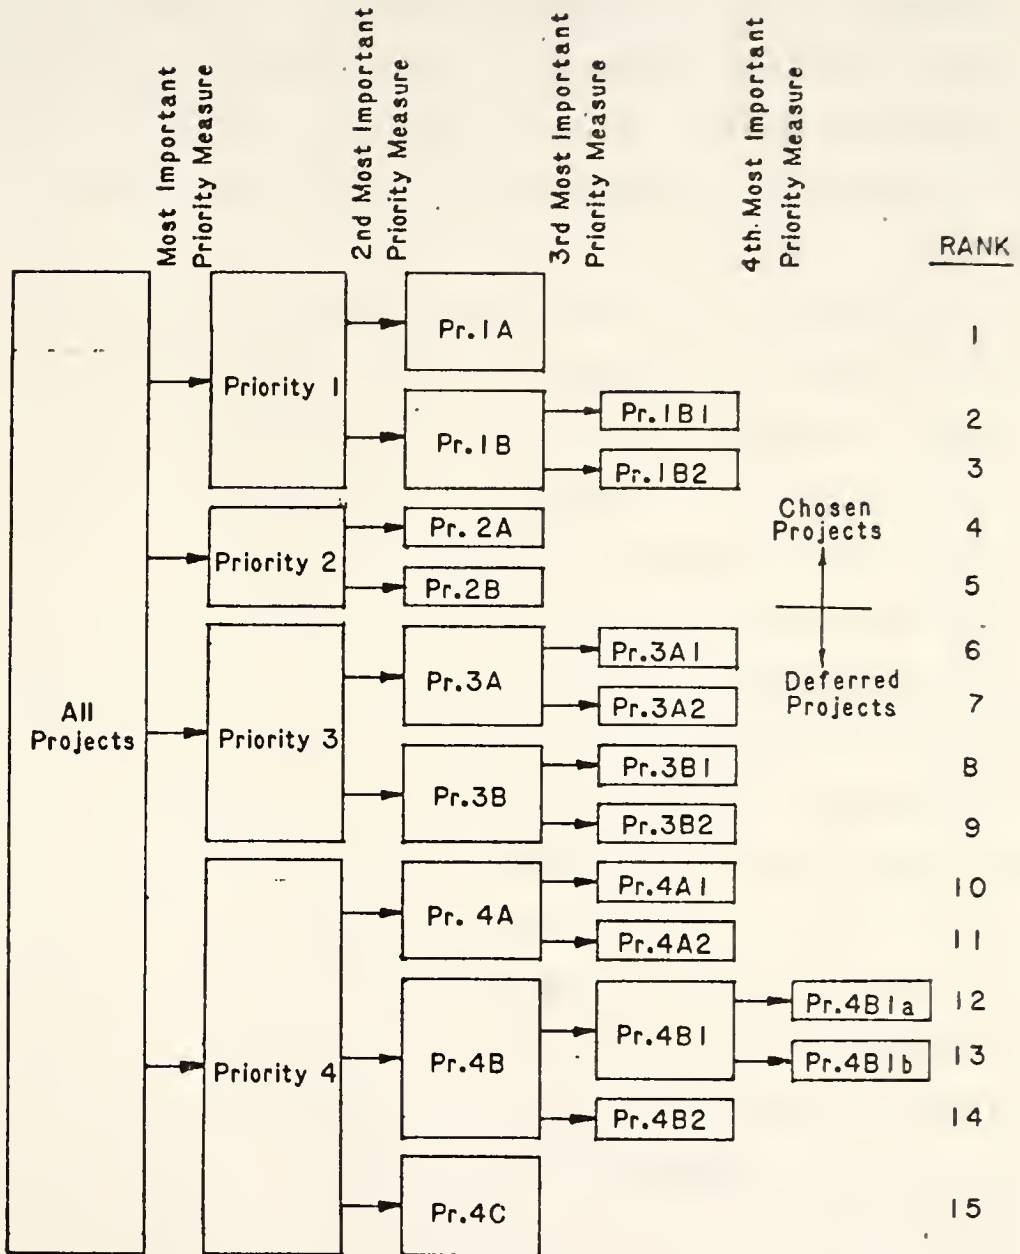 Most Important
Priority Measure
2nd Most Important
Priority Measure
3rd Most Important
Priority Measure
4th Most Important
Priority Measure
RANK
All
Projects
Priority 1
Pr.1A
1
Pr.1B
Pr.1B1
2
Pr.1B2
3
Priority 2
Pr. 2A
Chosen
Projects
4
Pr.2B
5
Priority 3
Pr.3A
Pr.3A1
6
Pr.3A2
Deferred
Projects
7
Pr.3B
Pr.3B1
8
Pr.3B2
9
Priority 4
Pr. 4A
Pr.4A1
10
Pr.4A2
11
Pr.4B
Pr.4B1
Pr.4B1a
12
Pr.4B1b
13
Pr.4B2
14
Pr.4C
15